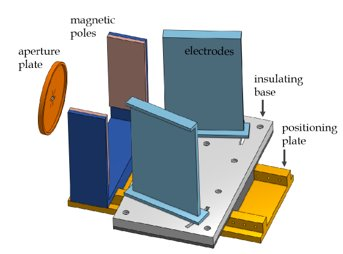 magnetic
poles
aperture
plate
electrodes
insulating
base
positioning
plate